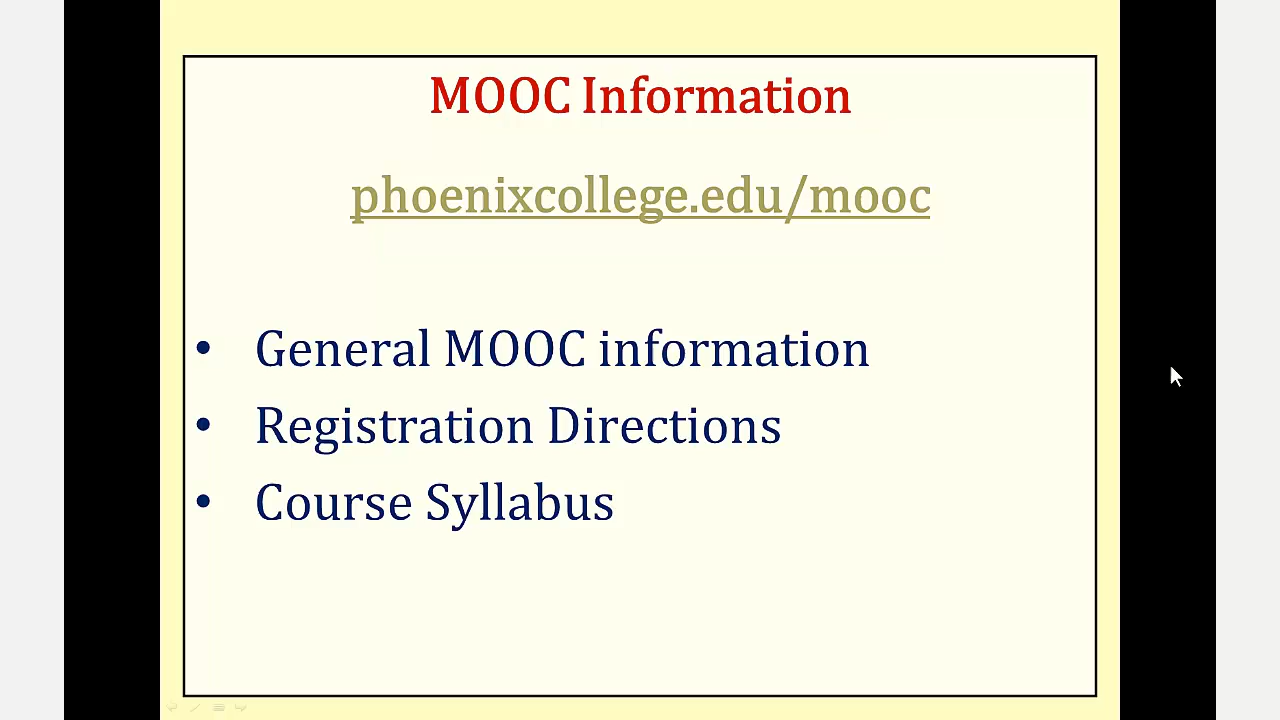 MOOC Information
phoenixcollege.edu/mooc
• General MOOC information
• Registration Directions
• Course Syllabus